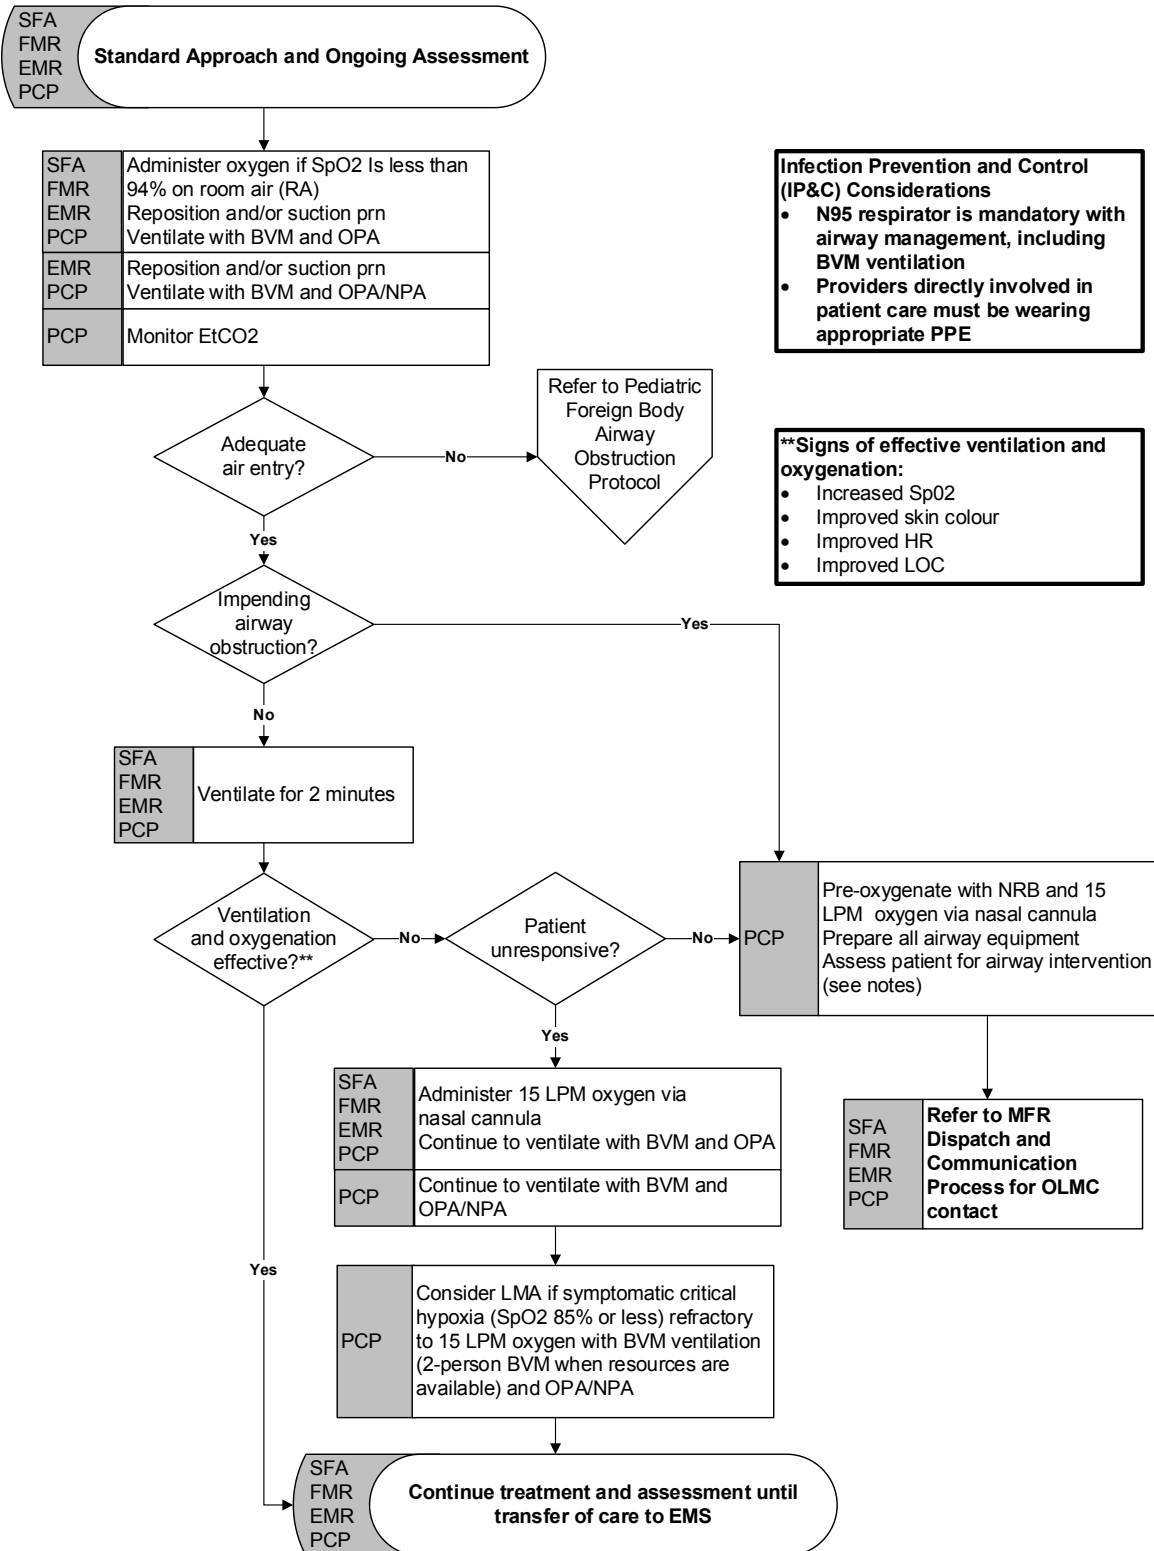 SFA
FMR
EMR
PCP
Standard Approach and Ongoing Assessment
SFA
FMR
EMR
PCP
Administer oxygen if SpO2 Is less than
94% on room air (RA)
Reposition and/or suction prn
Ventilate with BVM and OPA
EMR
PCP
Reposition and/or suction prn
Ventilate with BVM and OPA/NPA
PCP
Monitor EtCO2
Infection Prevention and Control
(IP&C) Considerations
• N95 respirator is mandatory with
airway management, including
BVM ventilation
• Providers directly involved in
patient care must be wearing
appropriate PPE
Adequate
air entry?
No
Refer to Pediatric
Foreign Body
Airway
Obstruction
Protocol
**Signs of effective ventilation and
oxygenation:
• Increased Sp02
• Improved skin colour
• Improved HR
• Improved LOC
Yes
Impending
airway
obstruction?
Yes
No
SFA
FMR
EMR
PCP
Ventilate for 2 minutes
Ventilation
and oxygenation
effective?**
No
Patient
unresponsive?
No
PCP
Pre-oxygenate with NRB and 15
LPM oxygen via nasal cannula
Prepare all airway equipment
Assess patient for airway intervention
(see notes)
Yes
SFA
FMR
EMR
PCP
Administer 15 LPM oxygen via
nasal cannula
Continue to ventilate with BVM and OPA
PCP
Continue to ventilate with BVM and
OPA/NPA
SFA
FMR
EMR
PCP
Refer to MFR
Dispatch and
Communication
Process for OLMC
contact
Yes
PCP
Consider LMA if symptomatic critical
hypoxia (SpO2 85% or less) refractory
to 15 LPM oxygen with BVM ventilation
(2-person BVM when resources are
available) and OPA/NPA
SFA
FMR
EMR
PCP
Continue treatment and assessment until
transfer of care to EMS